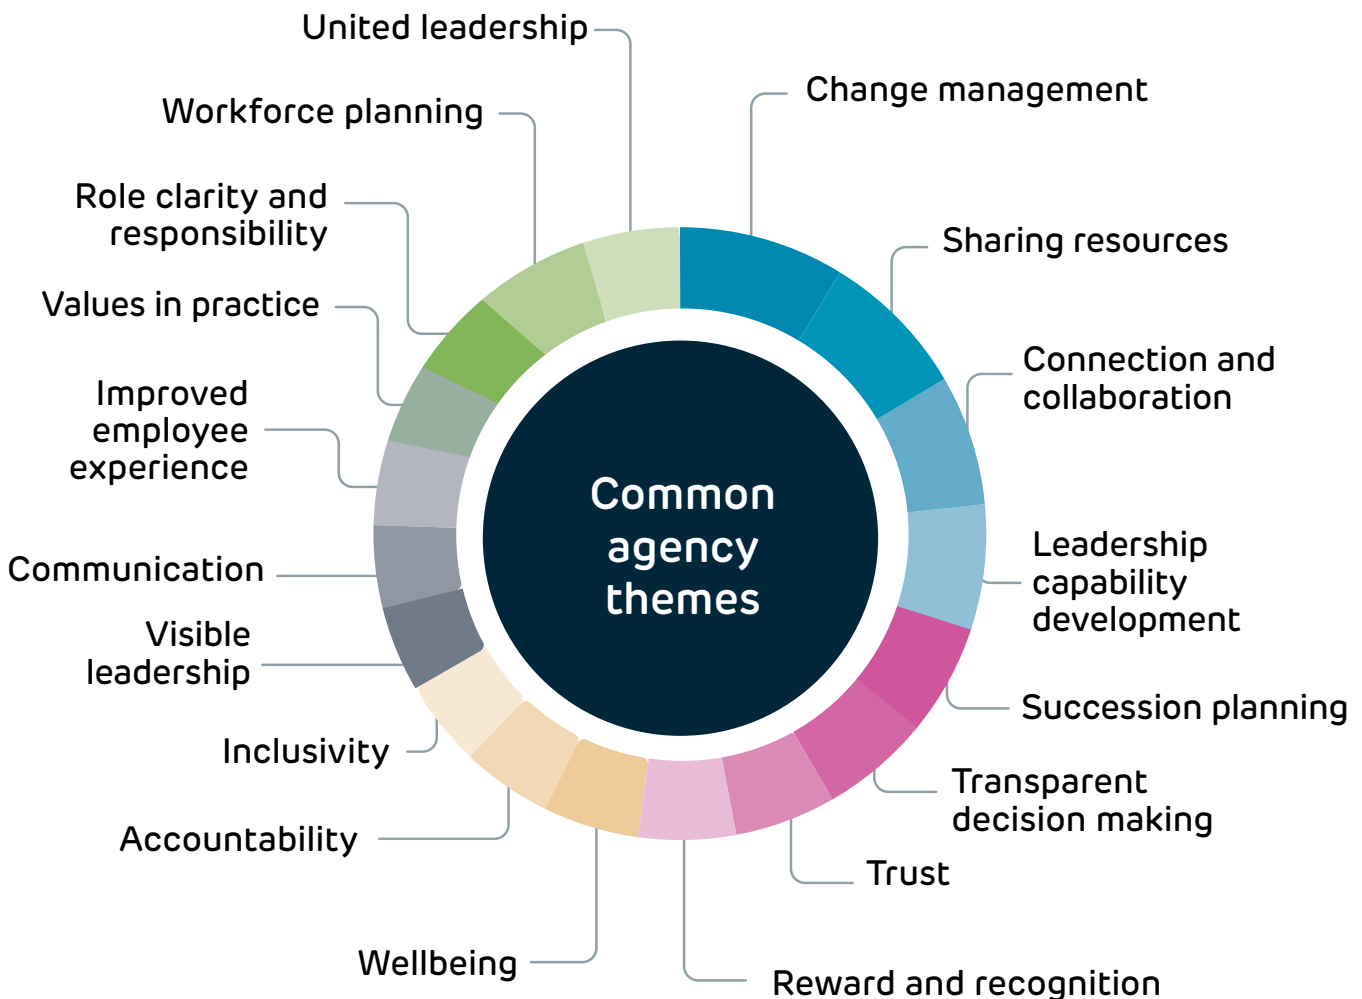 United leadership
Change management
Workforce planning
Sharing resources
Role clarity and
responsibility
Values in practice
Connection and
collaboration
Improved
employee
experience
Common
agency
themes
Leadership
capability
development
Communication
Visible
leadership
Succession planning
Inclusivity
Transparent
decision making
Accountability
Trust
Wellbeing
Reward and recognition